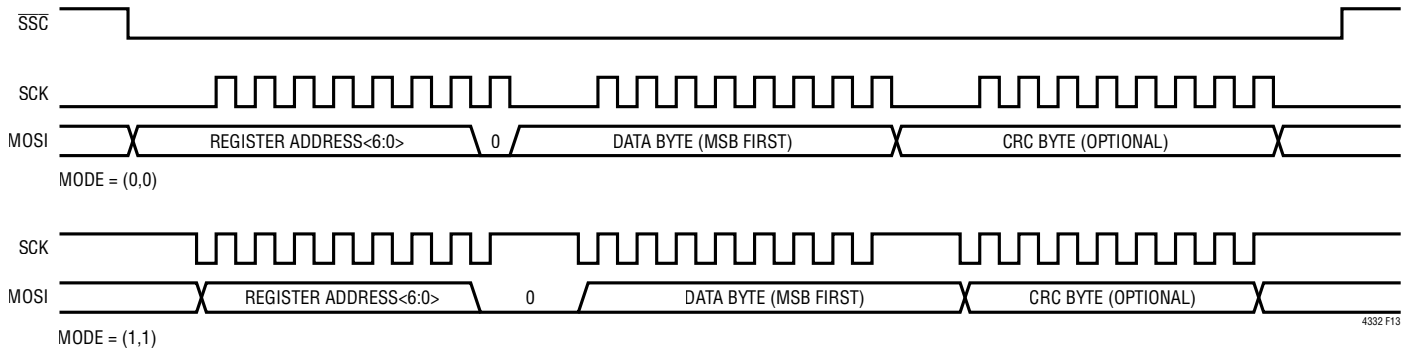 SSC
SCK
MOSI REGISTER ADDRESS<6:0> 0 DATA BYTE (MSB FIRST) CRC BYTE (OPTIONAL)
MODE = (0,0)
SCK
MOSI REGISTER ADDRESS<6:0> 0 DATA BYTE (MSB FIRST) CRC BYTE (OPTIONAL)
4332 F13
MODE = (1,1)